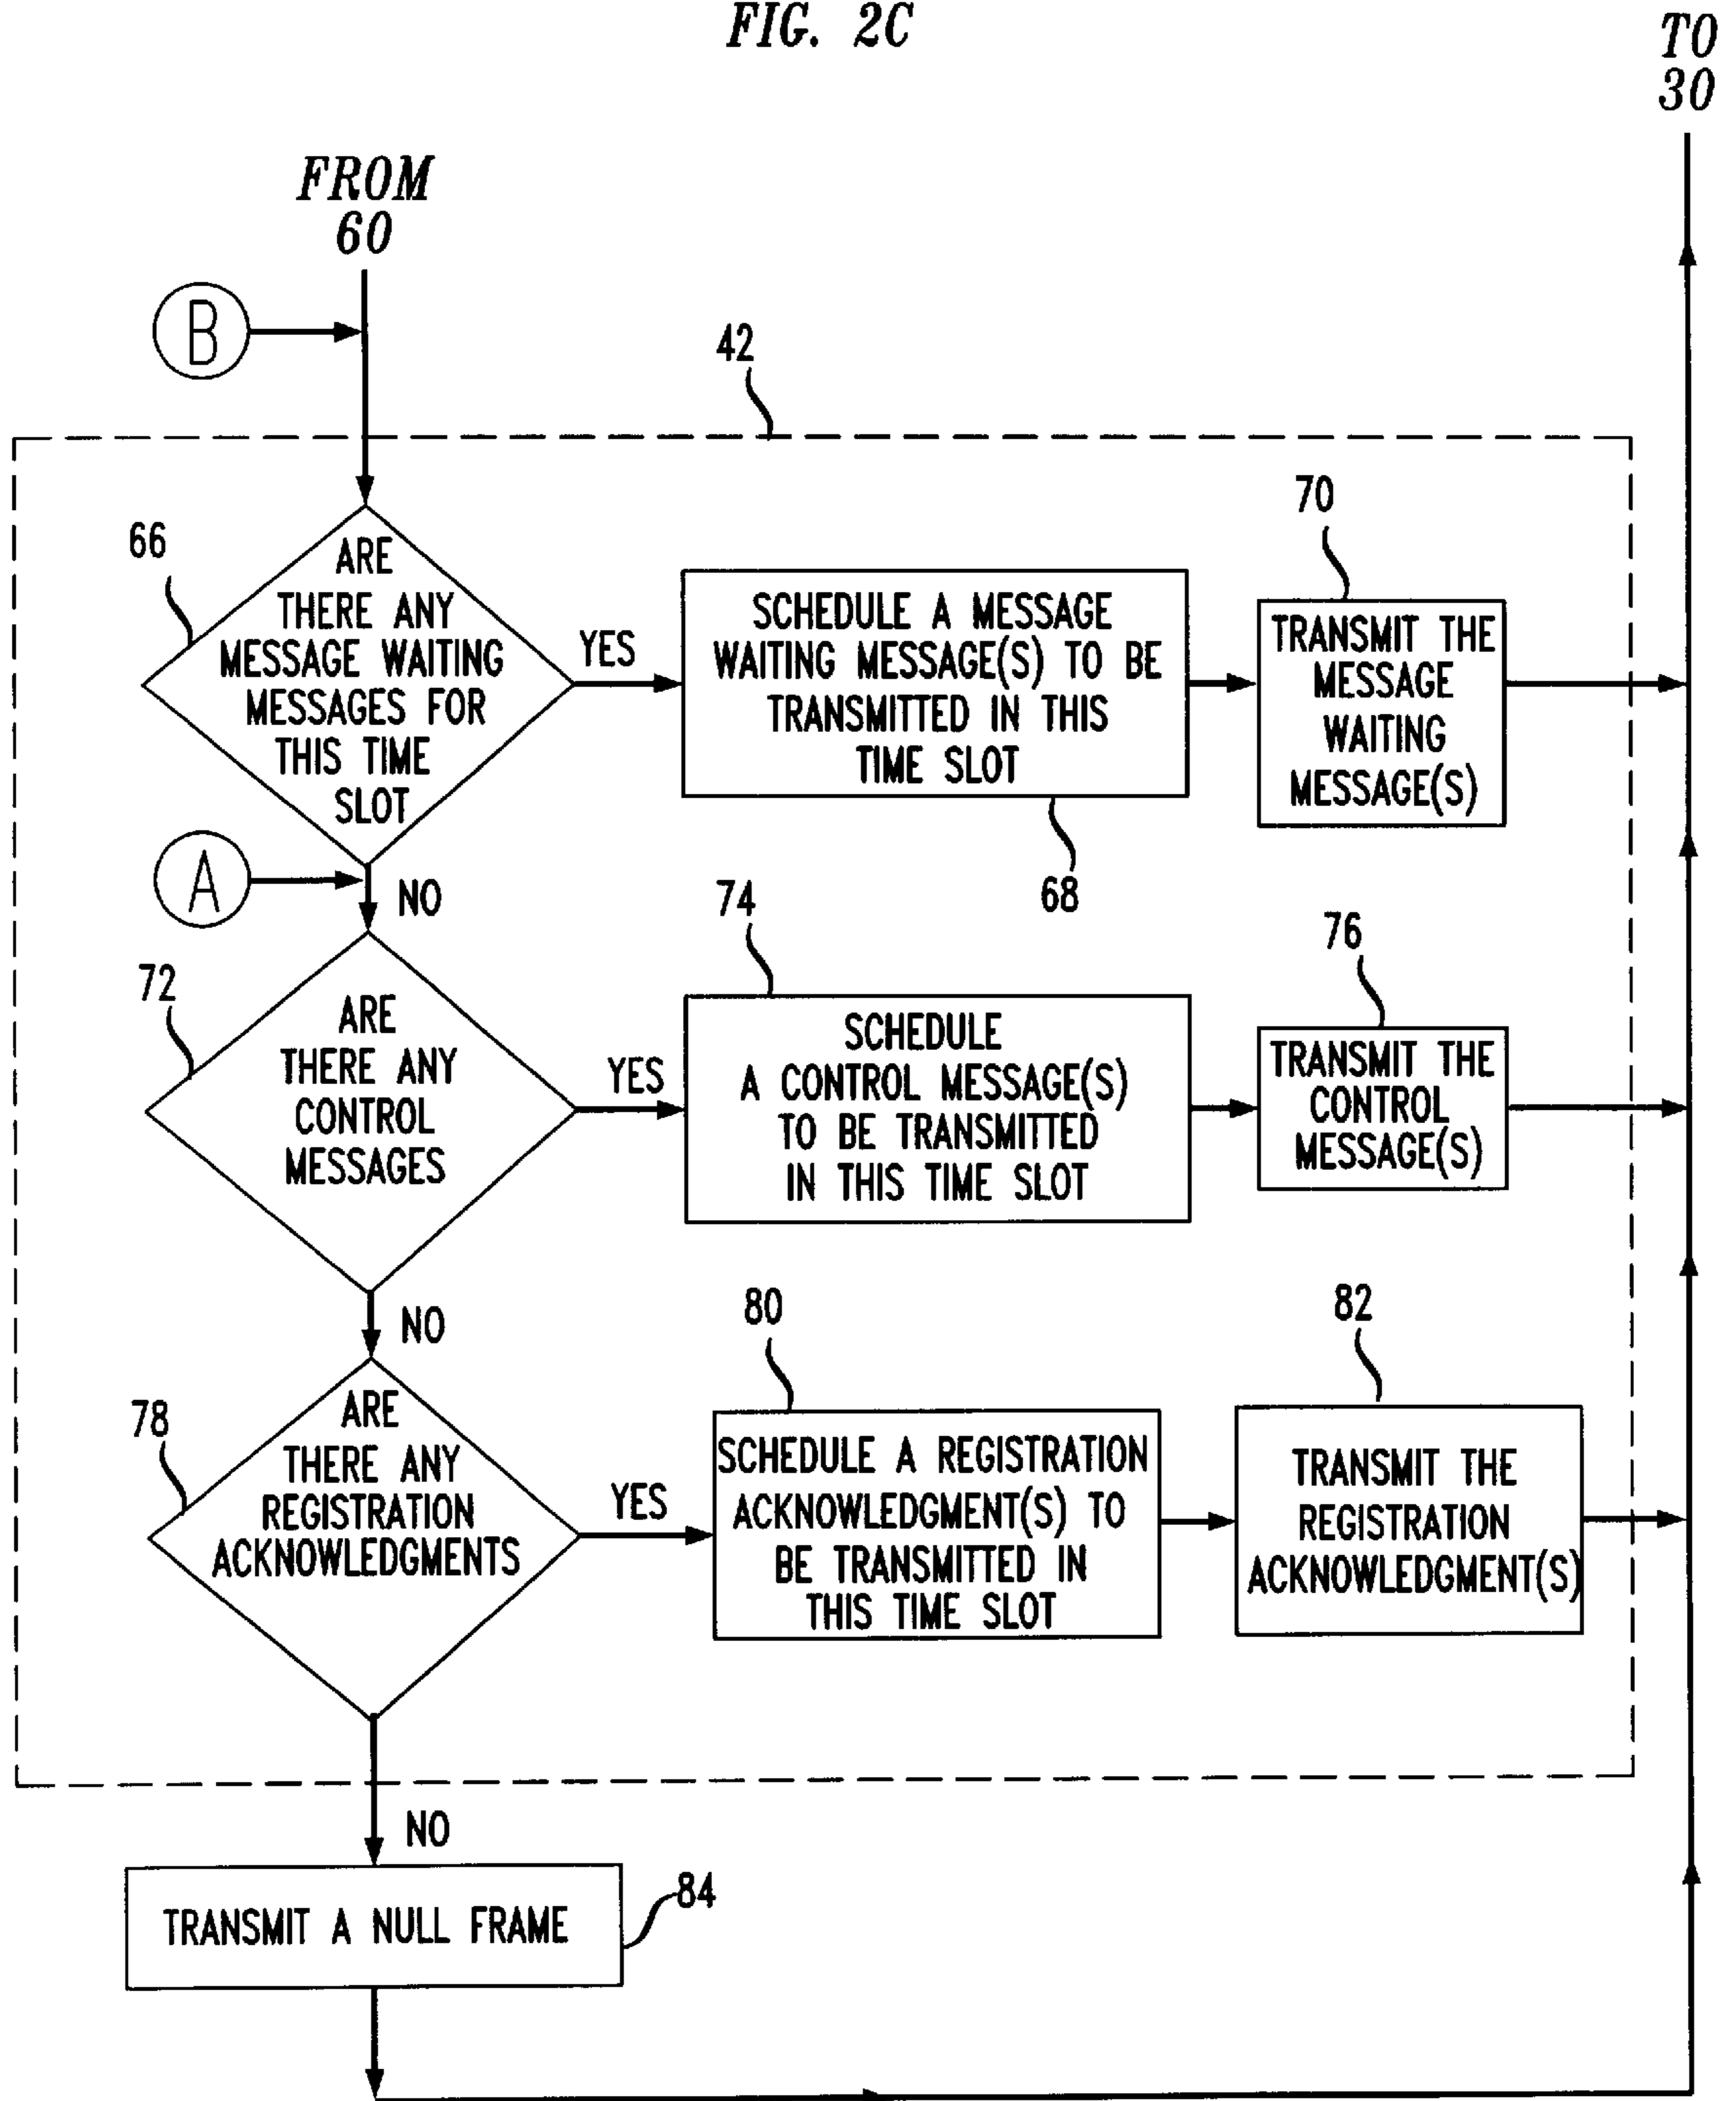 FIG. 2C
TO
30
FROM
60
B
42
66
ARE
THERE ANY
MESSAGE WAITING
MESSAGES FOR
THIS TIME
SLOT
YES
SCHEDULE A MESSAGE
WAITING MESSAGE(S) TO BE
TRANSMITTED IN THIS
TIME SLOT
68
70
TRANSMIT THE
MESSAGE
WAITING
MESSAGE(S)
A
NO
72
ARE
THERE ANY
CONTROL
MESSAGES
YES
74
SCHEDULE
A CONTROL MESSAGE(S)
TO BE TRANSMITTED
IN THIS TIME SLOT
76
TRANSMIT THE
CONTROL
MESSAGE(S)
NO
78
ARE
THERE ANY
REGISTRATION
ACKNOWLEDGMENTS
YES
80
SCHEDULE A REGISTRATION
ACKNOWLEDGMENT(S) TO
BE TRANSMITTED IN
THIS TIME SLOT
82
TRANSMIT THE
REGISTRATION
ACKNOWLEDGMENT(S)
NO
TRANSMIT A NULL FRAME
84